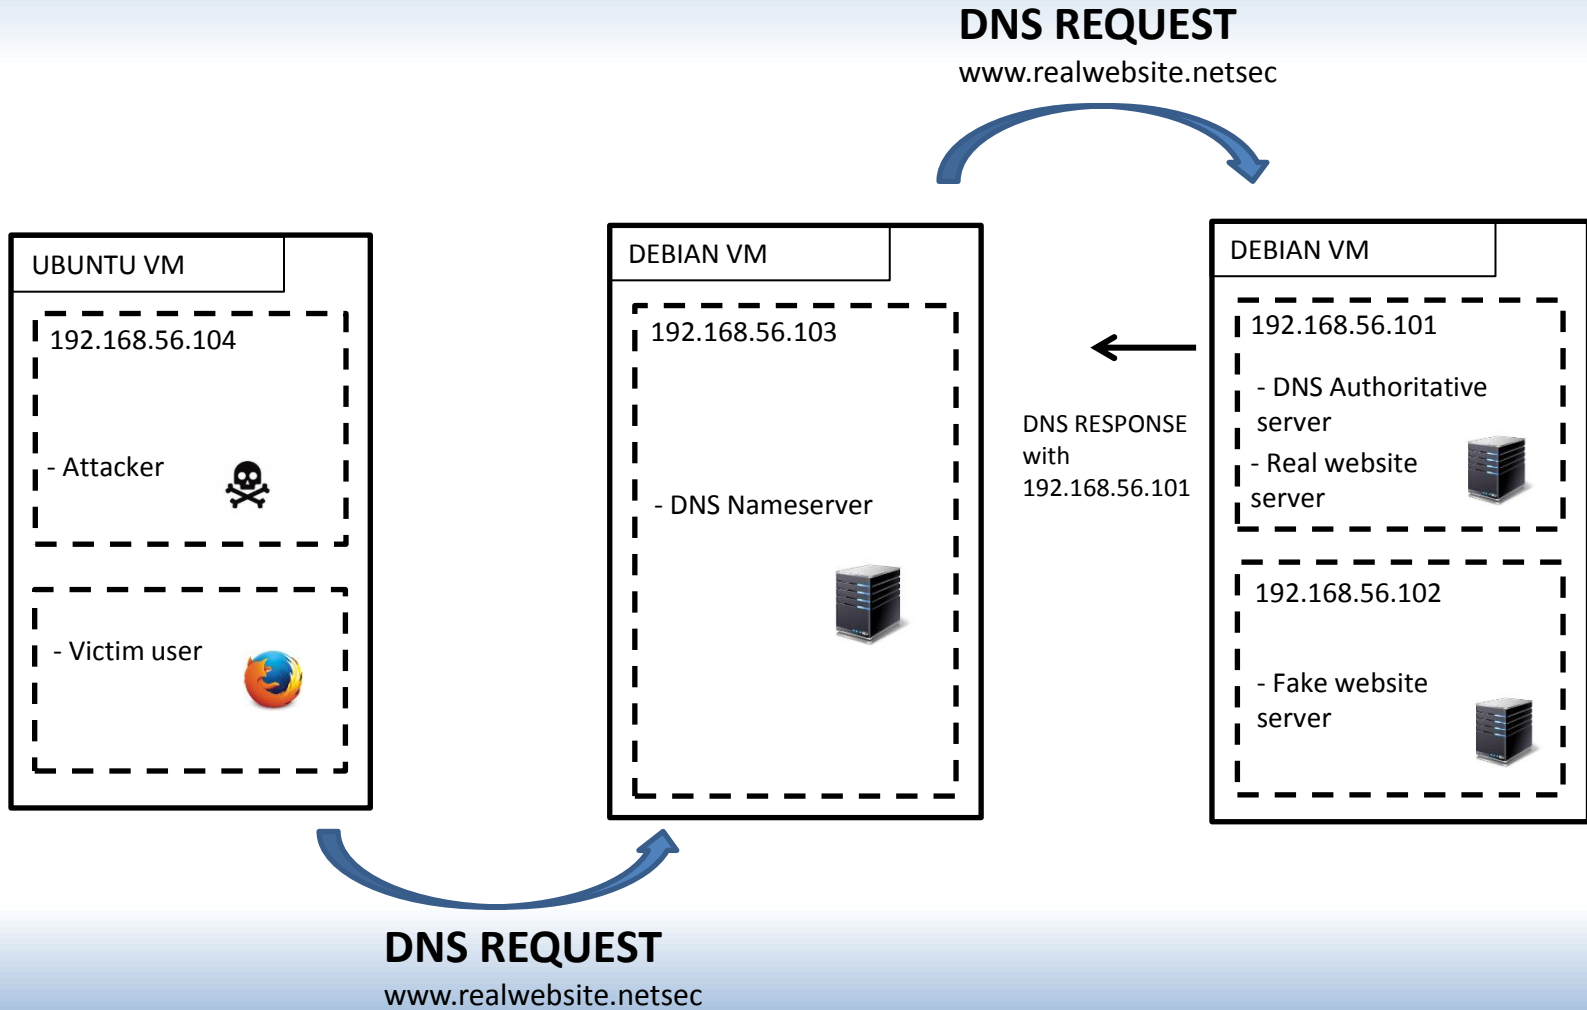 DNS REQUEST
www.realwebsite.netsec
UBUNTU VM
192.168.56.104
- Attacker
- Victim user
DEBIAN VM
192.168.56.103
- DNS Nameserver
DNS RESPONSE
with
192.168.56.101
DEBIAN VM
192.168.56.101
- DNS Authoritative
server
- Real website
server
192.168.56.102
- Fake website
server
DNS REQUEST
www.realwebsite.netsec